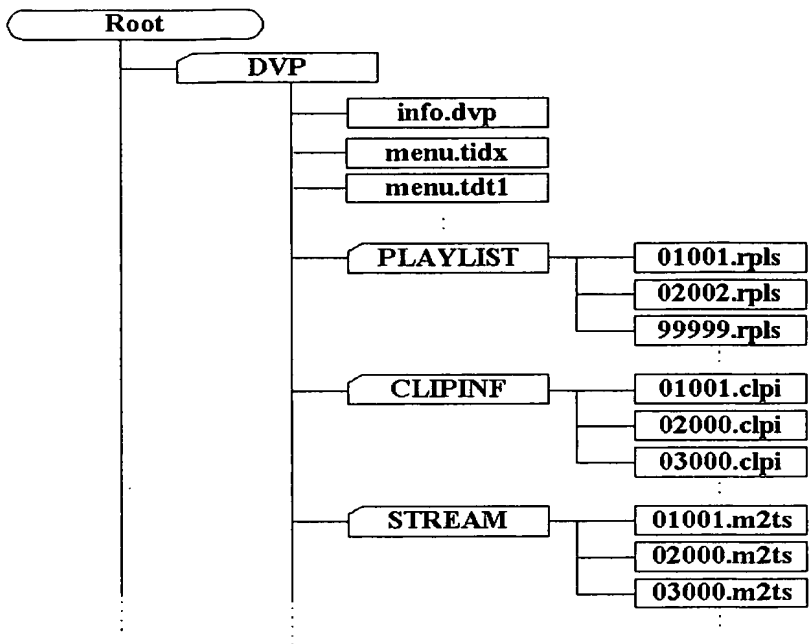 Root
DVP
info.dvp
menu.tidx
menu.tdt1
PLAYLIST
01001.rpls
02002.rpls
99999.rpls
CLIPINF
01001.clpi
02000.clpi
03000.clpi
STREAM
01001.m2ts
02000.m2ts
03000.m2ts